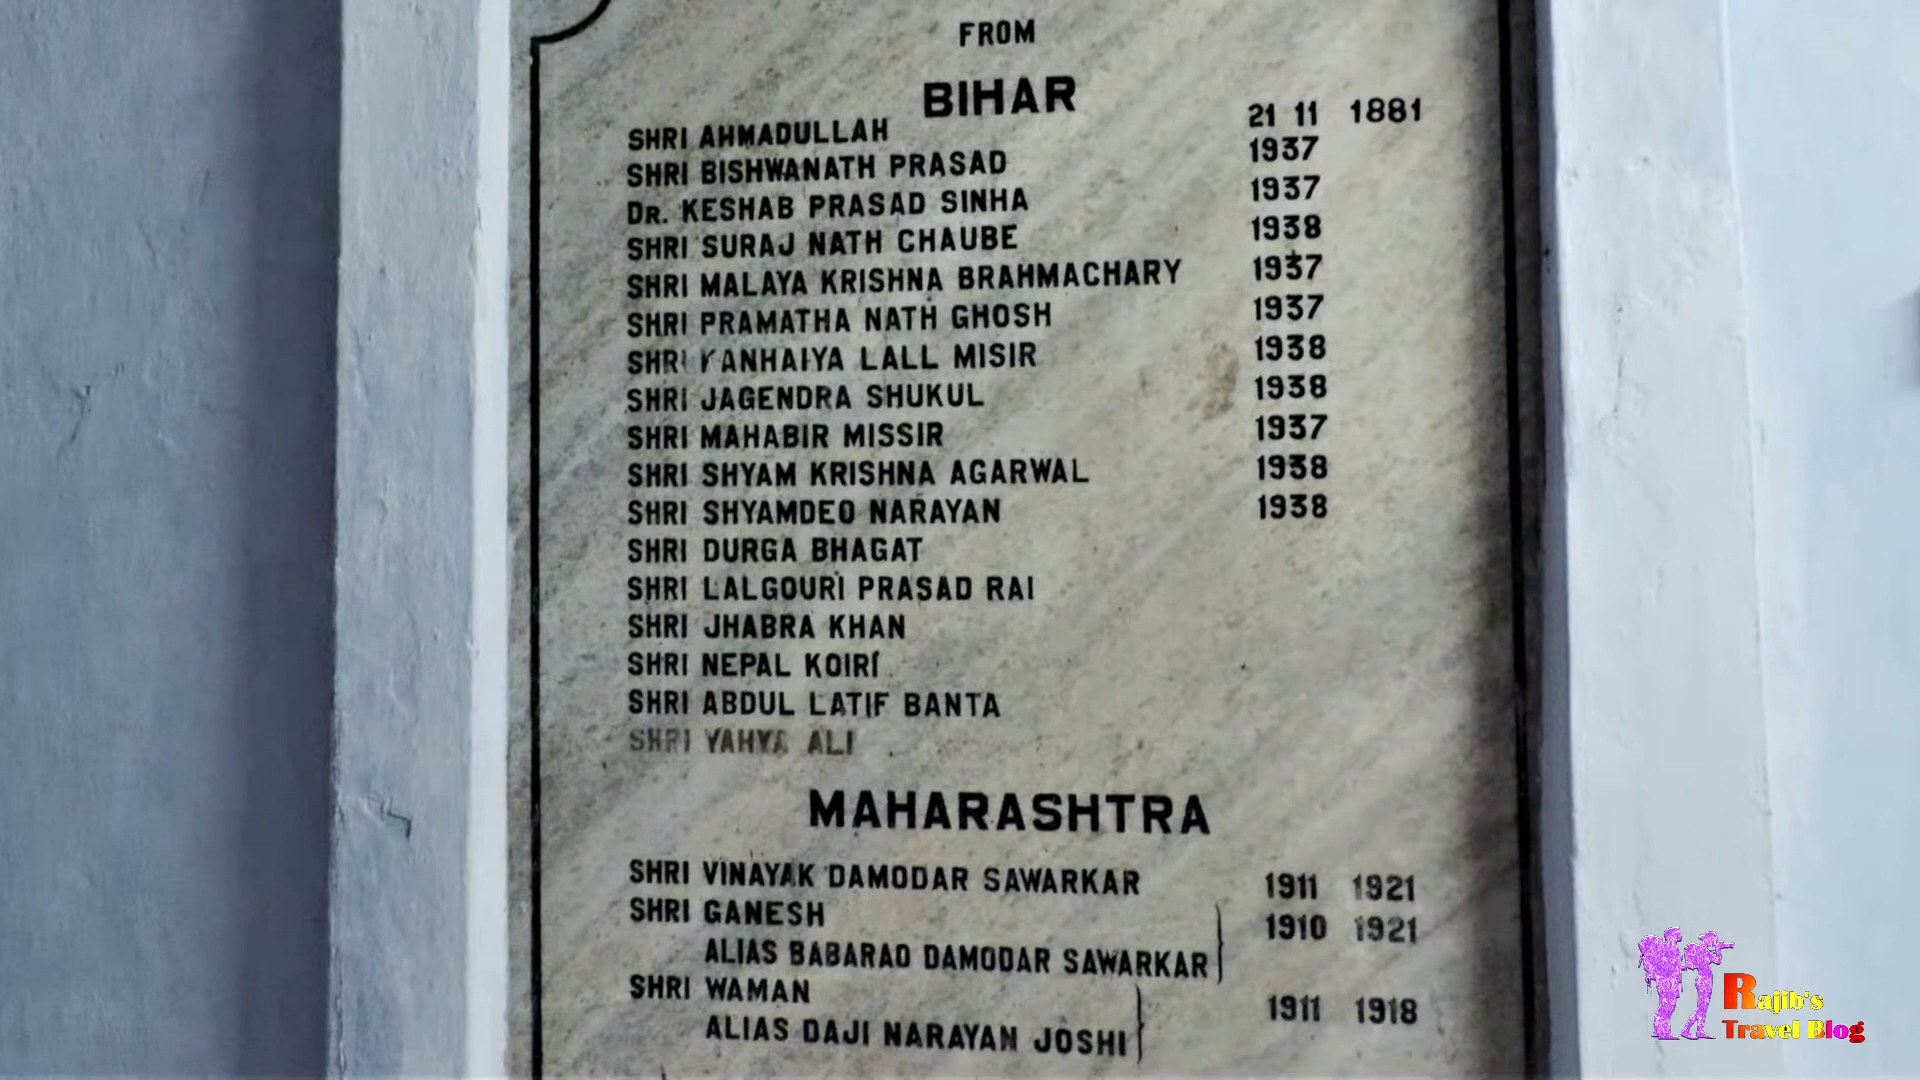 FROM
BIHAR
SHRI AHMADULLAH 21 11 1881
SHRI BISHWANATH PRASAD 1937
DR. KESHAB PRASAD SINHA 1937
SHRI SURAJ NATH CHAUBE 1938
SHRI MALAYA KRISHNA BRAHMACHARY 1937
SHRI PRAMATHA NATH GHOSH 1937
SHRI KANHAIYA LALL MISIR 1938
SHRI JAGENDRA SHUKUL 1938
SHRI MAHABIR MISSIR 1937
SHRI SHYAM KRISHNA AGARWAL 1938
SHRI SHYAMDEO NARAYAN 1938
SHRI DURGA BHAGAT
SHRI LALGOURI PRASAD RAI
SHRI JHABRA KHAN
SHRI NEPAL KOIRI
SHRI ABDUL LATIF BANTA
SHRI YAHYA ALI
MAHARASHTRA
SHRI VINAYAK DAMODAR SAWARKAR 1911 1921
SHRI GANESH 1910 1921
ALIAS BABARAO DAMODAR SAWARKAR
SHRI WAMAN 1911 1918
ALIAS DAJI NARAYAN JOSHI
Rajib's
Travel Blog